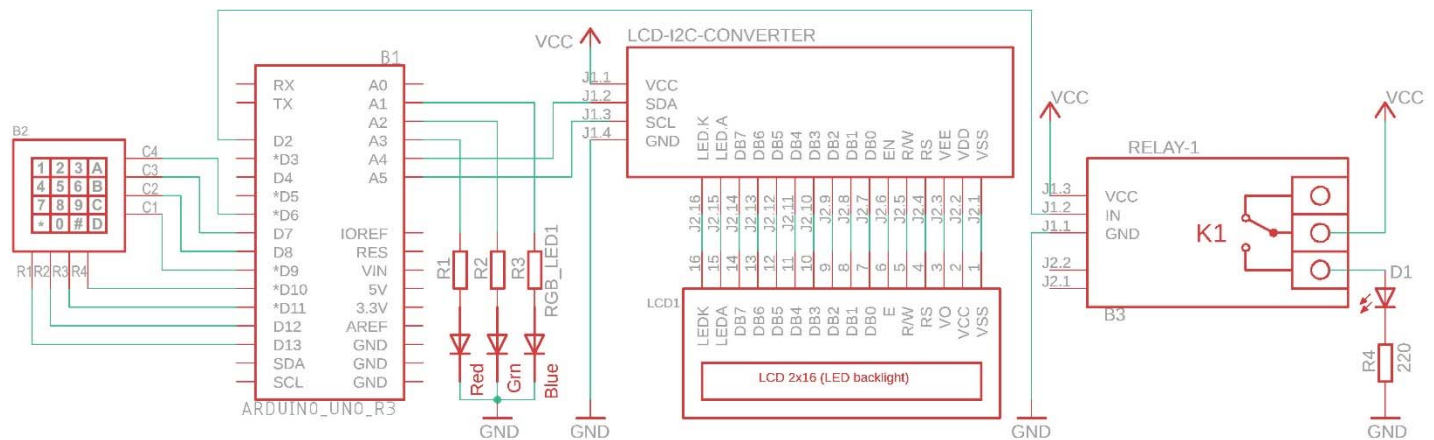 B2
1 2 3 A
4 5 6 B
7 8 9 C
* 0 # D
C4
C3
C2
C1
R1
R2
R3
R4
B1
RX
TX
D2
*D3
D4
*D5
*D6
D7
D8
*D9
*D10
*D11
D12
D13
SDA
SCL
A0
A1
A2
A3
A4
A5
IOREF
RES
VIN
5V
3.3V
AREF
GND
GND
GND
ARDUINO_UNO_R3
R1
R2
R3
RGB_LED1
Red
Grn
Blue
GND
VCC
GND
LCD-I2C-CONVERTER
J1.1
J1.2
J1.3
J1.4
VCC
SDA
SCL
GND
LED.K
LED.A
DB7
DB6
DB5
DB4
DB3
DB2
DB1
DB0
EN
R/W
RS
VEE
VDD
VSS
J2.16
J2.15
J2.14
J2.13
J2.12
J2.11
J2.10
J2.9
J2.8
J2.7
J2.6
J2.5
J2.4
J2.3
J2.2
J2.1
16
15
14
13
12
11
10
9
8
7
6
5
4
3
2
1
LCD1
LEDK
LEDA
DB7
DB6
DB5
DB4
DB3
DB2
DB1
DB0
E
R/W
RS
VO
VCC
VSS
LCD 2x16 (LED backlight)
VCC
GND
RELAY-1
J1.3
J1.2
J1.1
J2.2
J2.1
VCC
IN
GND
K1
B3
VCC
D1
R4
220
GND